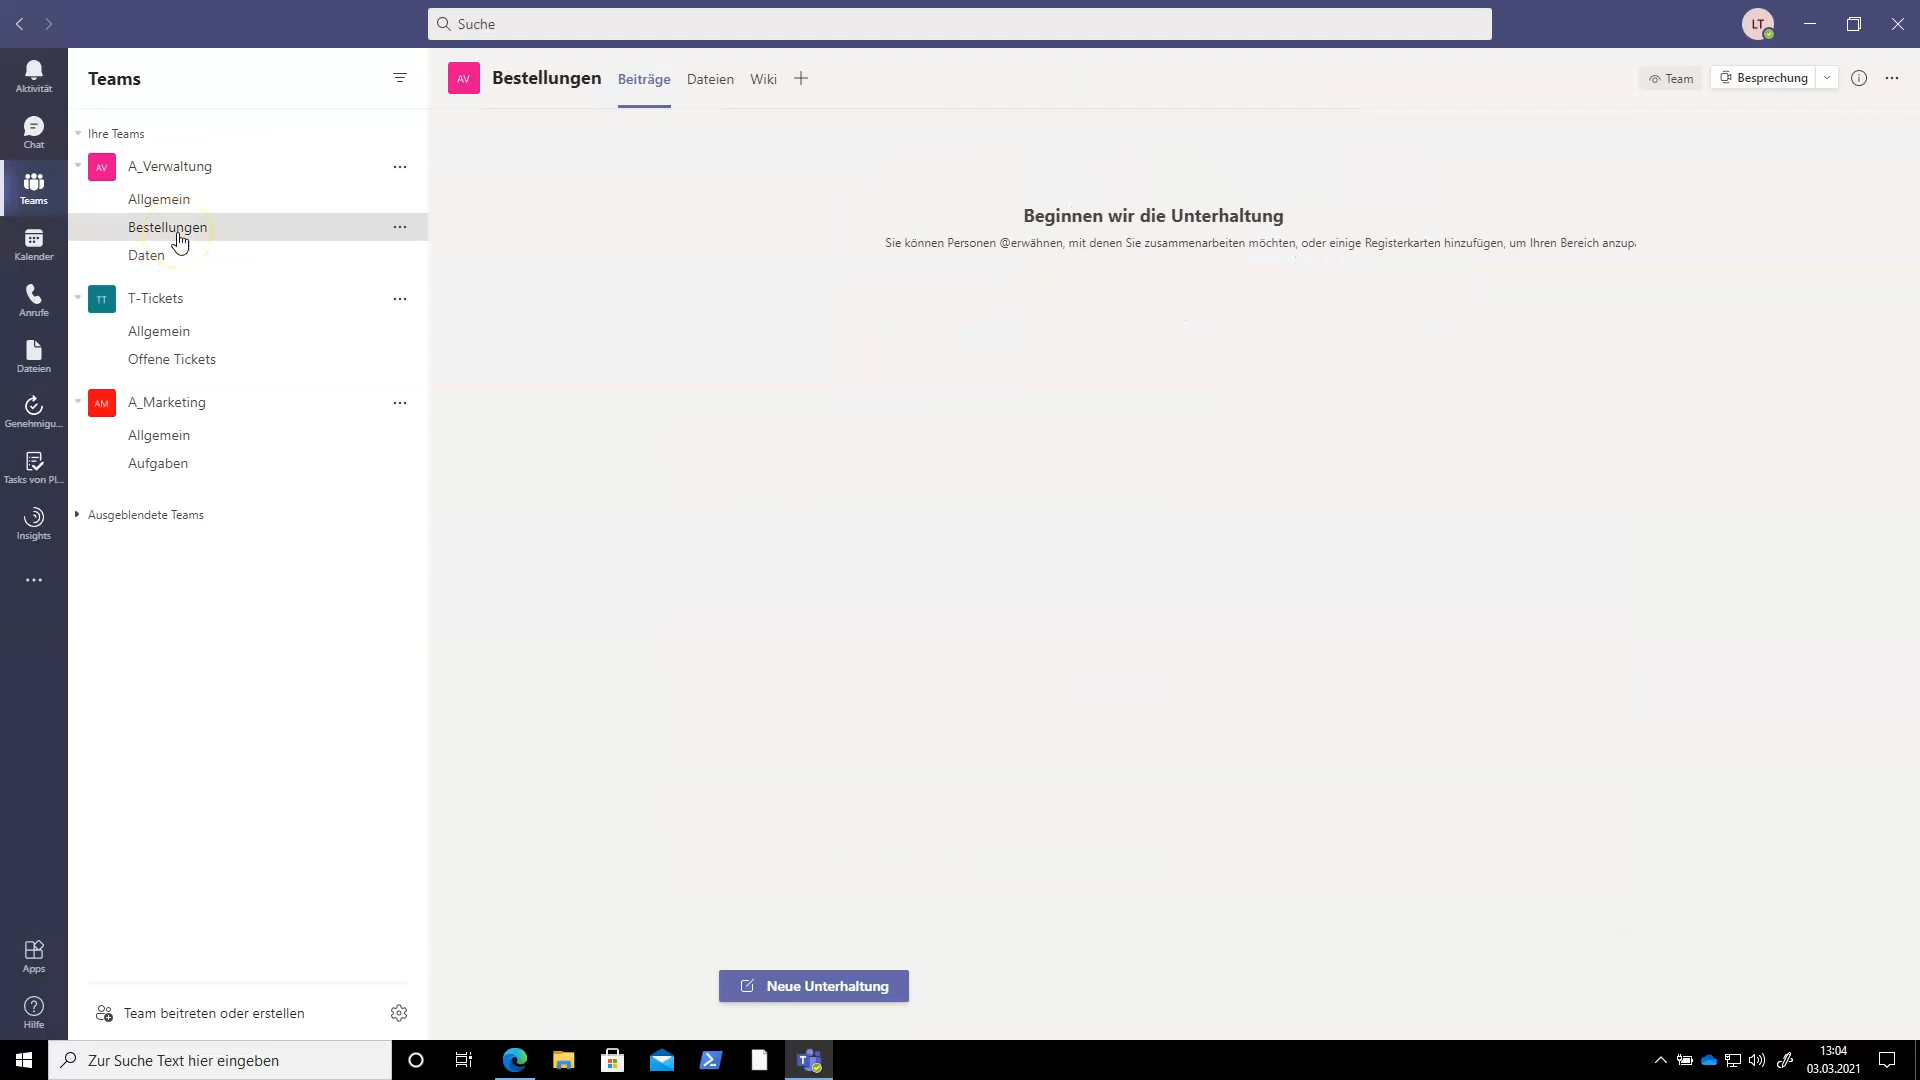 Suche
LT
Aktivität
Chat
Teams
Kalender
Anrufe
Dateien
Genehmigu...
Tasks von Pl...
Insights
Apps
Hilfe
Teams
Ihre Teams
AV
A_Verwaltung
Allgemein
Bestellungen
Daten
TT
T-Tickets
Allgemein
Offene Tickets
AM
A_Marketing
Allgemein
Aufgaben
Ausgeblendete Teams
Team beitreten oder erstellen
AV
Bestellungen
Beiträge
Dateien
Wiki
Team
Besprechung
Beginnen wir die Unterhaltung
Sie können Personen @erwähnen, mit denen Sie zusammenarbeiten möchten, oder einige Registerkarten hinzufügen, um Ihren Bereich anzupa
Neue Unterhaltung
Zur Suche Text hier eingeben
13:04
03.03.2021